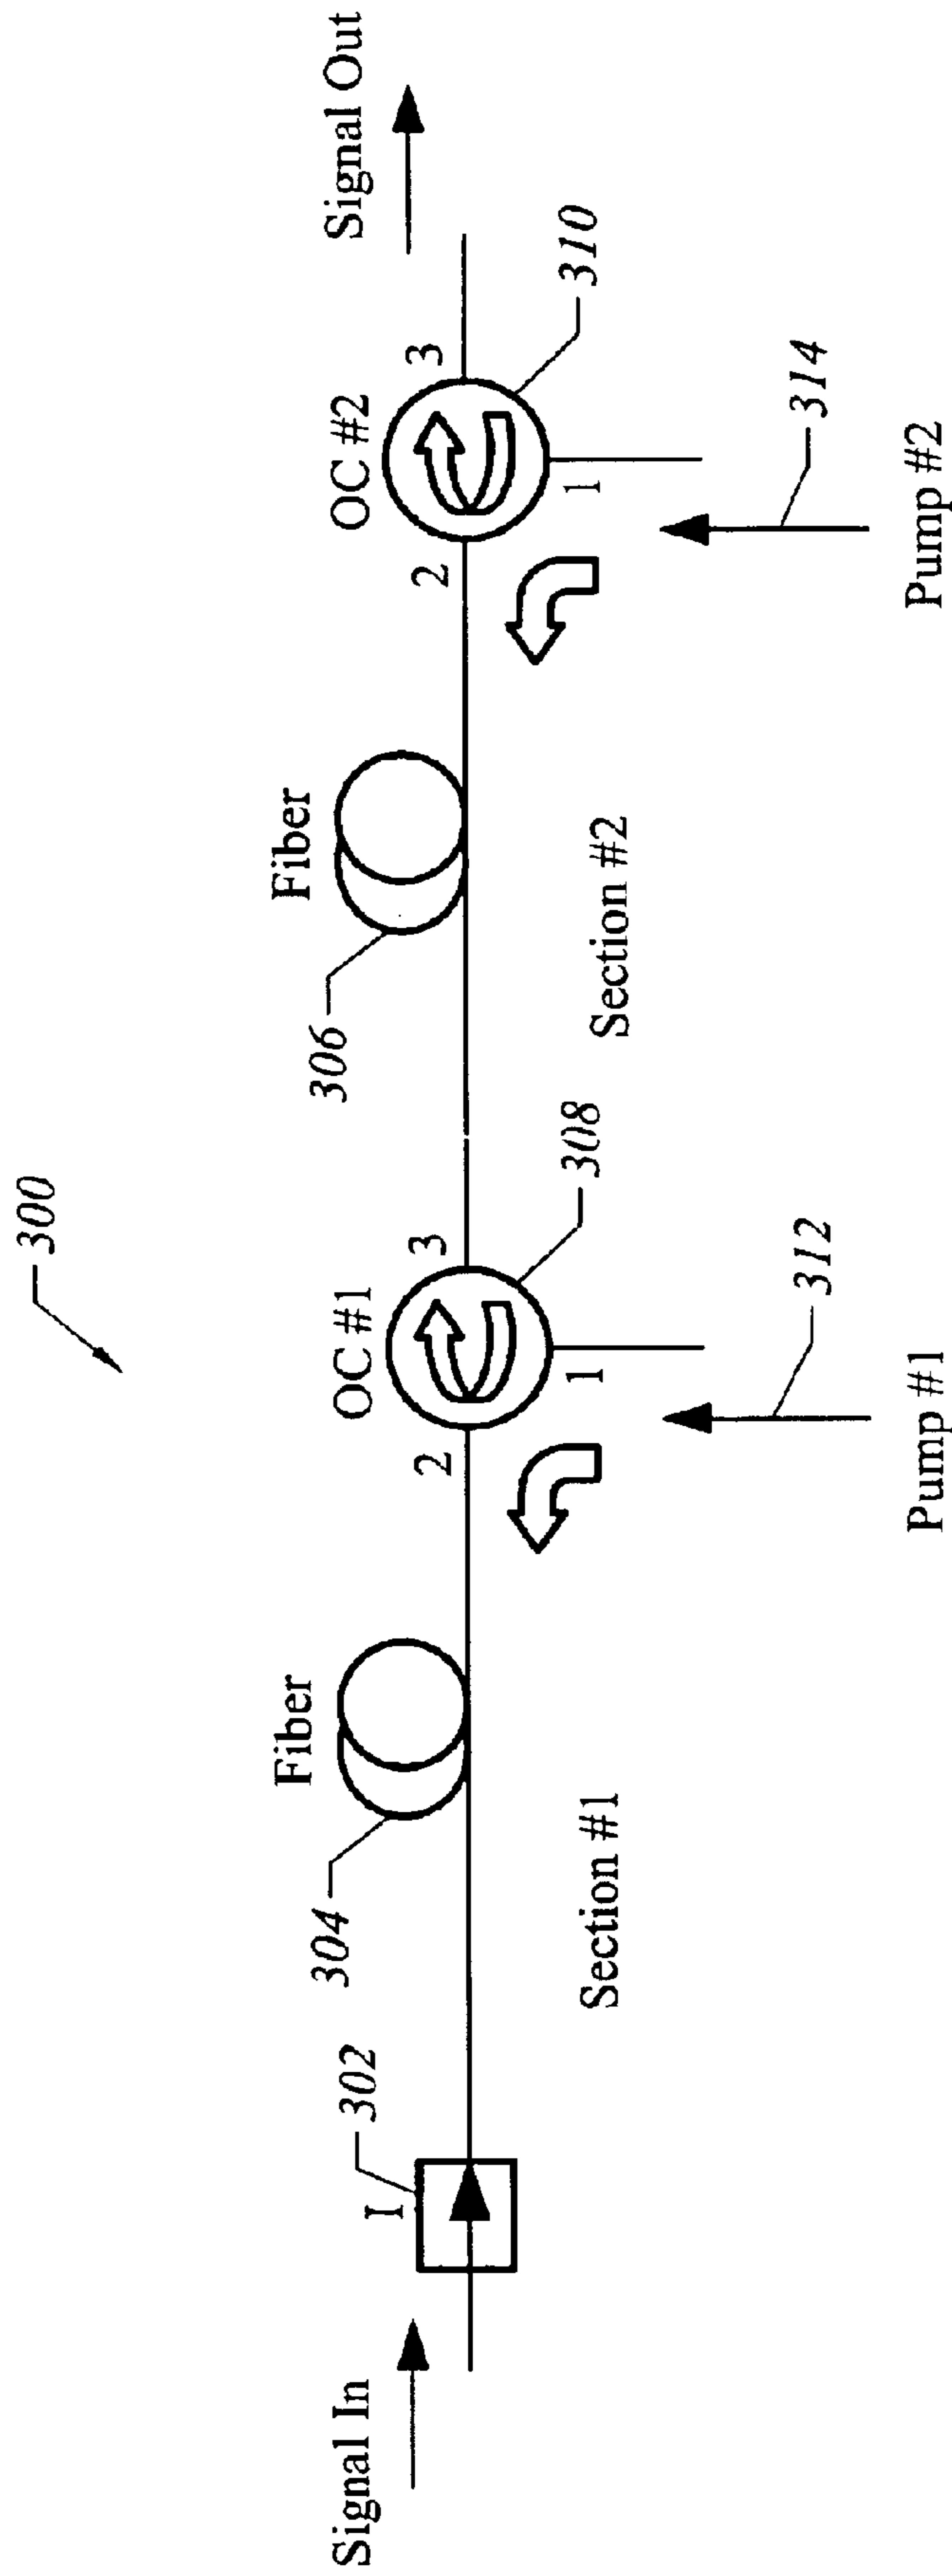 300
Signal In
I
302
304
Fiber
Section #1
OC #1
2
3
1
308
312
Pump #1
306
Fiber
Section #2
OC #2
2
3
1
310
314
Pump #2
Signal Out